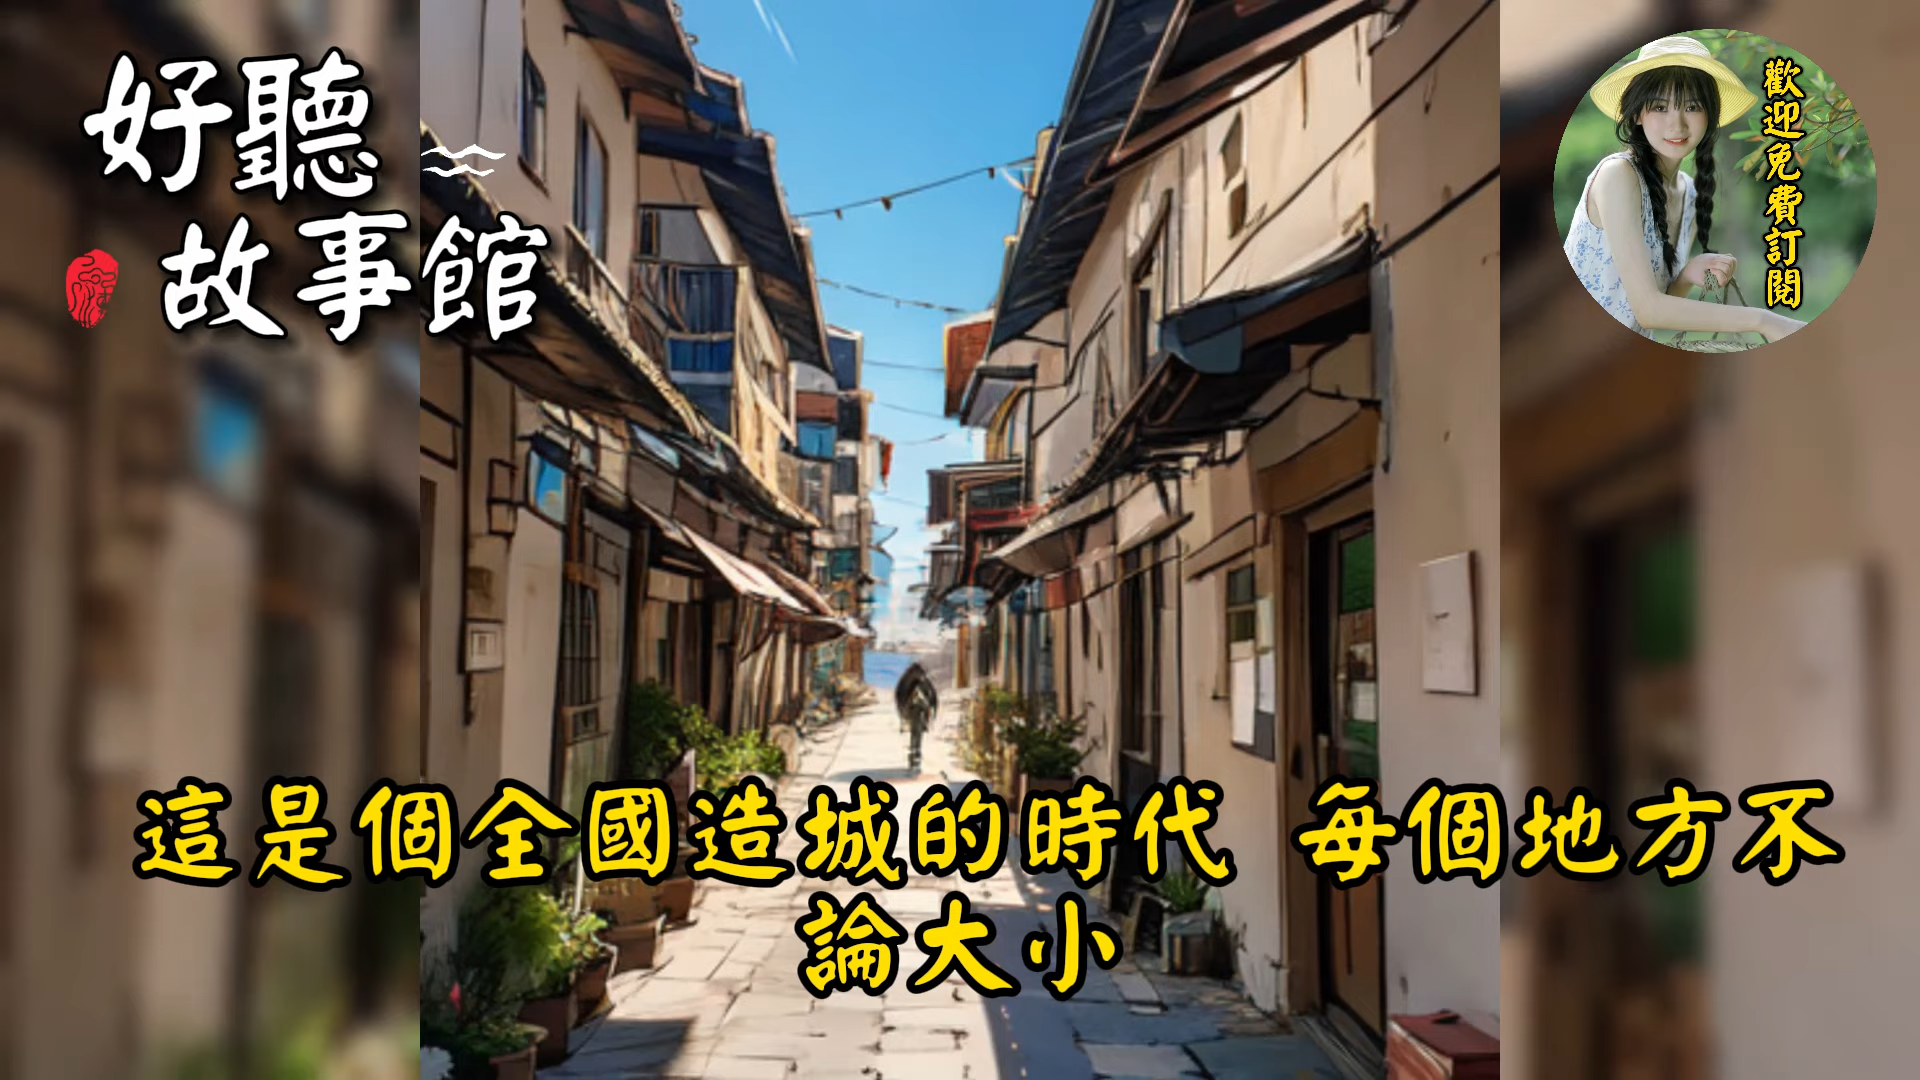 好聽
故事館
歡迎免費訂閱
這是個全國造城的時代 每個地方不
論大小